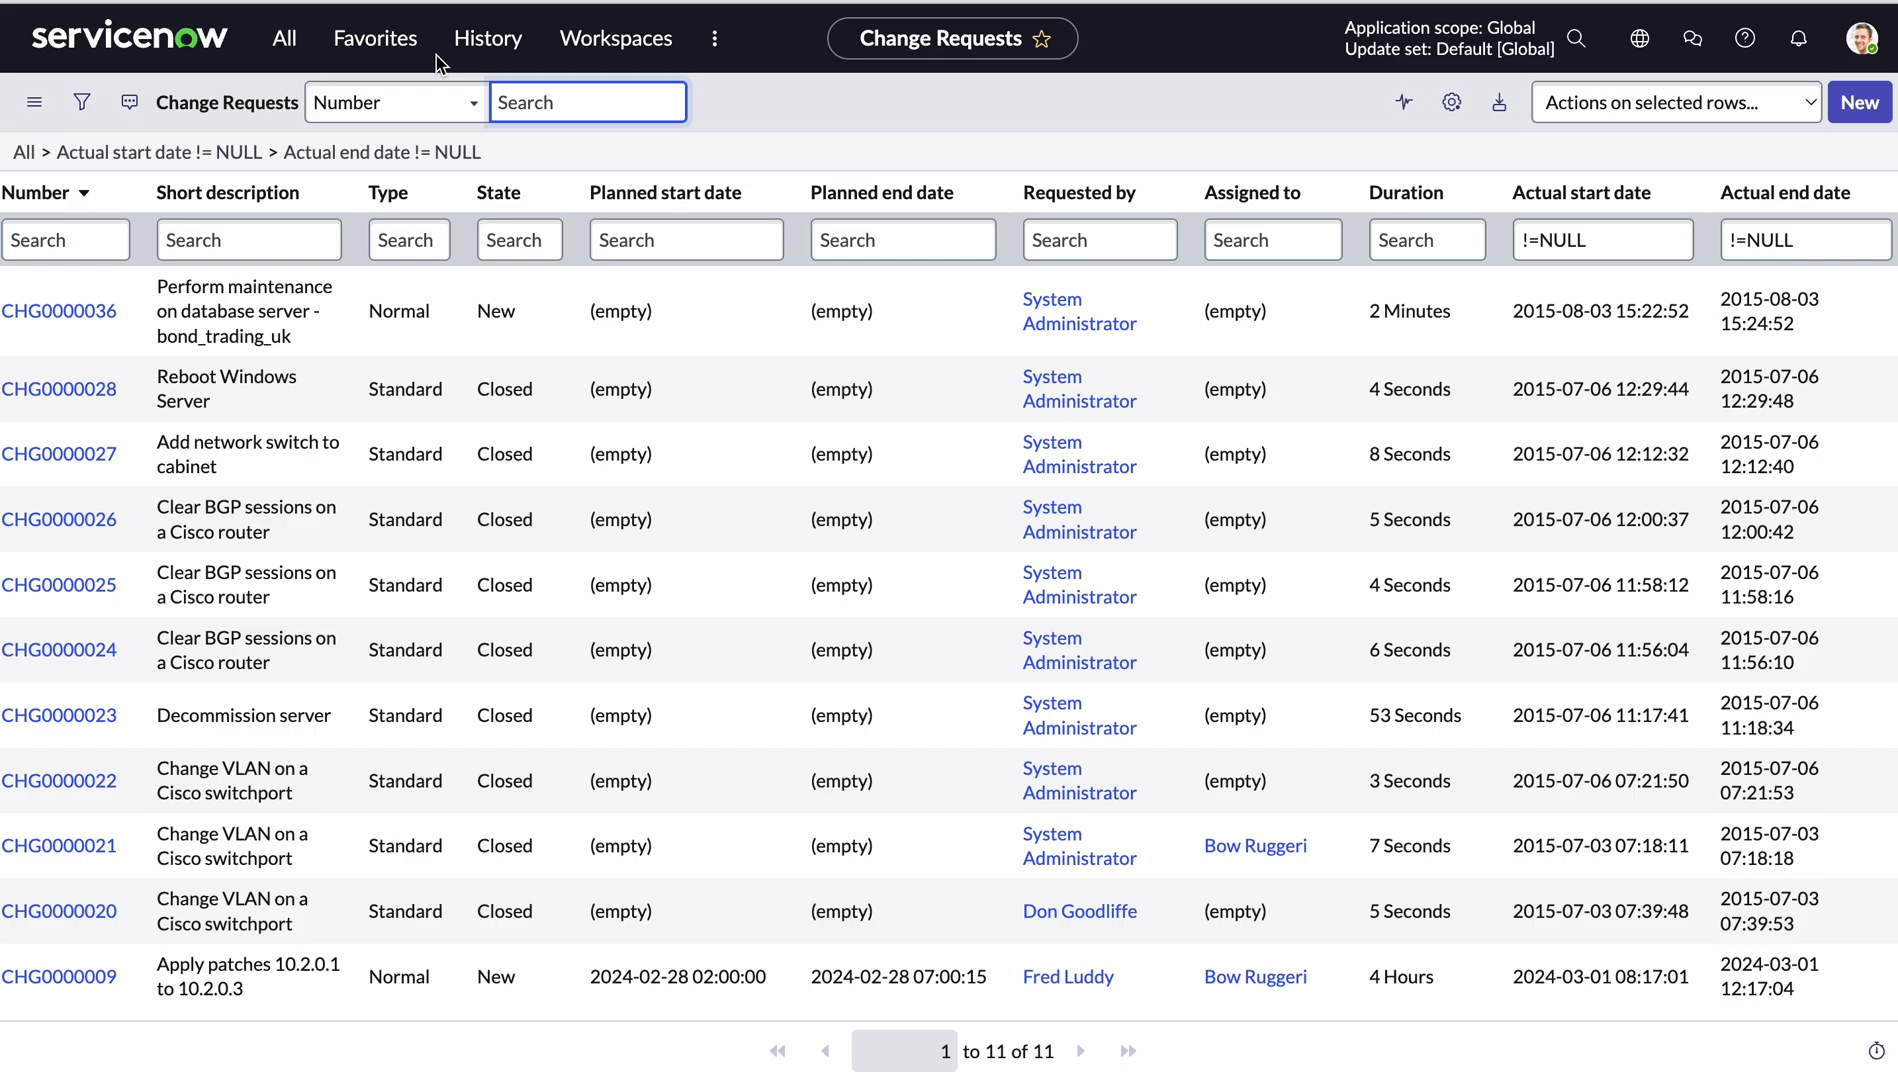 servicenow All Favorites History Workspaces Change Requests Application scope: Global
Update set: Default [Global]
Change Requests Number Search Actions on selected rows... New
All > Actual start date != NULL > Actual end date != NULL
Number Short description Type State Planned start date Planned end date Requested by Assigned to Duration Actual start date Actual end date
Search Search Search Search Search Search Search Search Search !=NULL !=NULL
CHG0000036 Perform maintenance on database server - bond_trading_uk Normal New (empty) (empty) System Administrator (empty) 2 Minutes 2015-08-03 15:22:52 2015-08-03 15:24:52
CHG0000028 Reboot Windows Server Standard Closed (empty) (empty) System Administrator (empty) 4 Seconds 2015-07-06 12:29:44 2015-07-06 12:29:48
CHG0000027 Add network switch to cabinet Standard Closed (empty) (empty) System Administrator (empty) 8 Seconds 2015-07-06 12:12:32 2015-07-06 12:12:40
CHG0000026 Clear BGP sessions on a Cisco router Standard Closed (empty) (empty) System Administrator (empty) 5 Seconds 2015-07-06 12:00:37 2015-07-06 12:00:42
CHG0000025 Clear BGP sessions on a Cisco router Standard Closed (empty) (empty) System Administrator (empty) 4 Seconds 2015-07-06 11:58:12 2015-07-06 11:58:16
CHG0000024 Clear BGP sessions on a Cisco router Standard Closed (empty) (empty) System Administrator (empty) 6 Seconds 2015-07-06 11:56:04 2015-07-06 11:56:10
CHG0000023 Decommission server Standard Closed (empty) (empty) System Administrator (empty) 53 Seconds 2015-07-06 11:17:41 2015-07-06 11:18:34
CHG0000022 Change VLAN on a Cisco switchport Standard Closed (empty) (empty) System Administrator (empty) 3 Seconds 2015-07-06 07:21:50 2015-07-06 07:21:53
CHG0000021 Change VLAN on a Cisco switchport Standard Closed (empty) (empty) System Administrator Bow Ruggeri 7 Seconds 2015-07-03 07:18:11 2015-07-03 07:18:18
CHG0000020 Change VLAN on a Cisco switchport Standard Closed (empty) (empty) Don Goodliffe (empty) 5 Seconds 2015-07-03 07:39:48 2015-07-03 07:39:53
CHG0000009 Apply patches 10.2.0.1 to 10.2.0.3 Normal New 2024-02-28 02:00:00 2024-02-28 07:00:15 Fred Luddy Bow Ruggeri 4 Hours 2024-03-01 08:17:01 2024-03-01 12:17:04
1 to 11 of 11